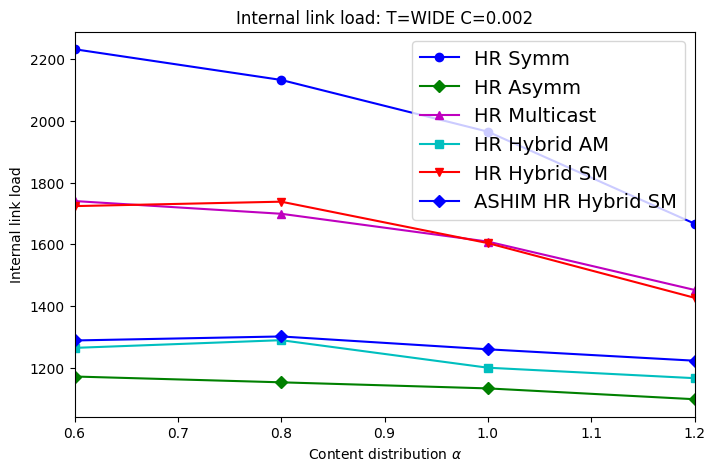 Internal link load: T=WIDE C=0.002
HR Symm
HR Asymm
HR Multicast
HR Hybrid AM
HR Hybrid SM
ASHIM HR Hybrid SM
Internal link load
2200
2000
1800
1600
1400
1200
0.6 0.7 0.8 0.9 1.0 1.1 1.2
Content distribution α